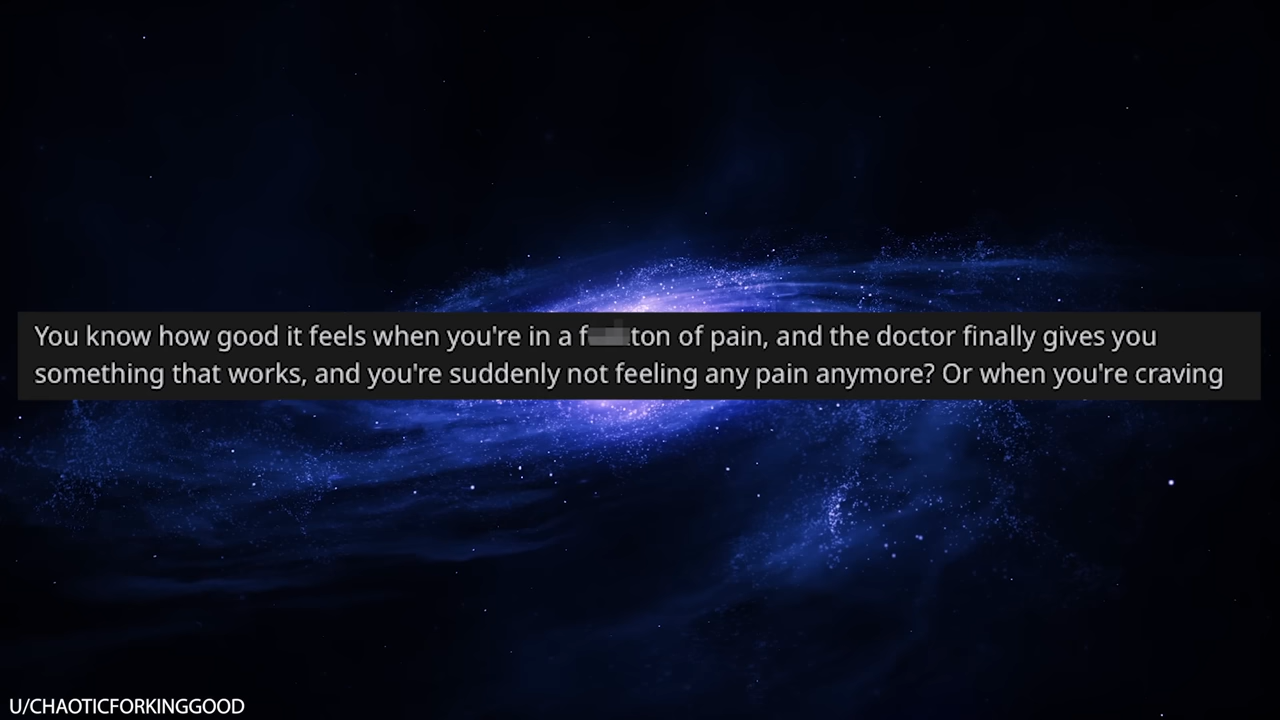 You know how good it feels when you're in a f ton of pain, and the doctor finally gives you
something that works, and you're suddenly not feeling any pain anymore? Or when you're craving
U/CHAOTICFORKINGGOOD